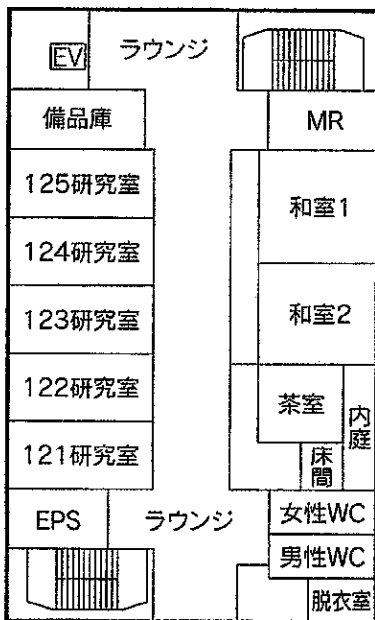 EV
ラウンジ
備品庫
MR
125研究室
和室1
124研究室
123研究室
和室2
122研究室
茶室
内庭
121研究室
床間
EPS
ラウンジ
女性WC
男性WC
脱衣室